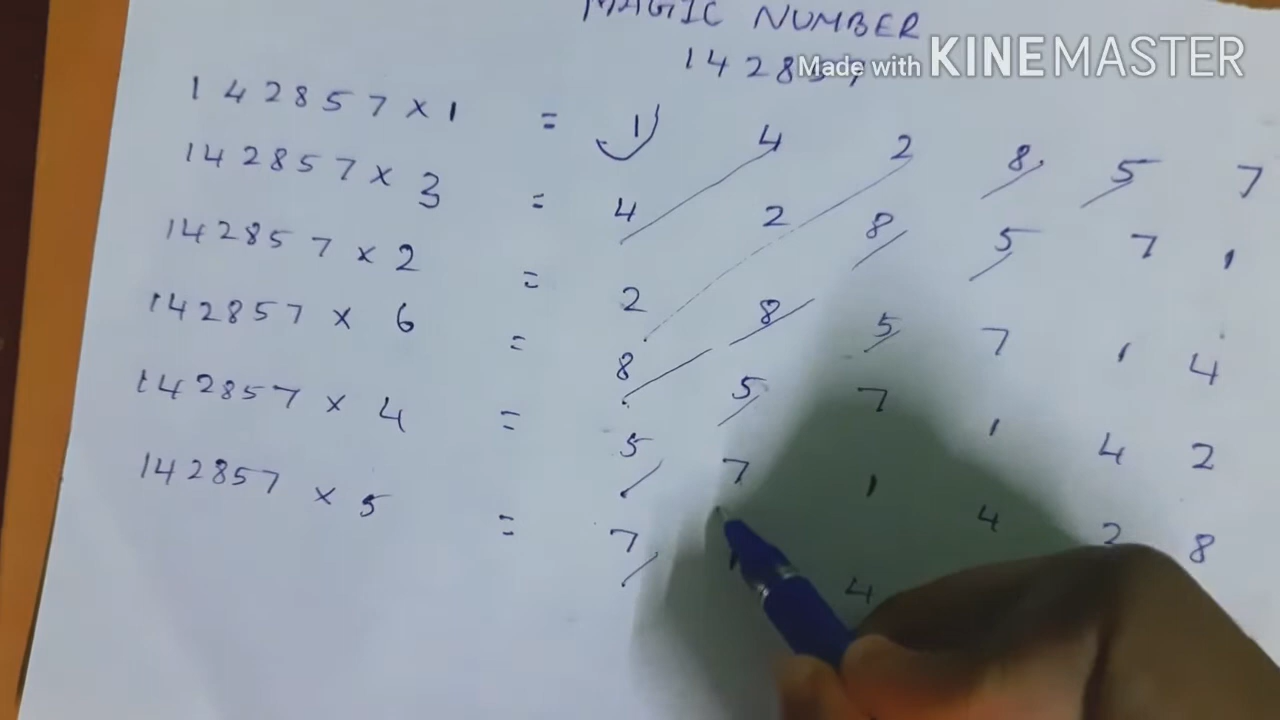 MAGIC NUMBER
Made with KINEMASTER
142857
142857 × 1 = 1 4 2 8 5 7
142857 × 3 = 4 2 8 5 7 1
142857 × 2 = 2 8 5 7 1 4
142857 × 6 = 8 5 7 1 4 2
142857 × 4 = 5 7 1 4 2 8
142857 × 5 = 7 1 4